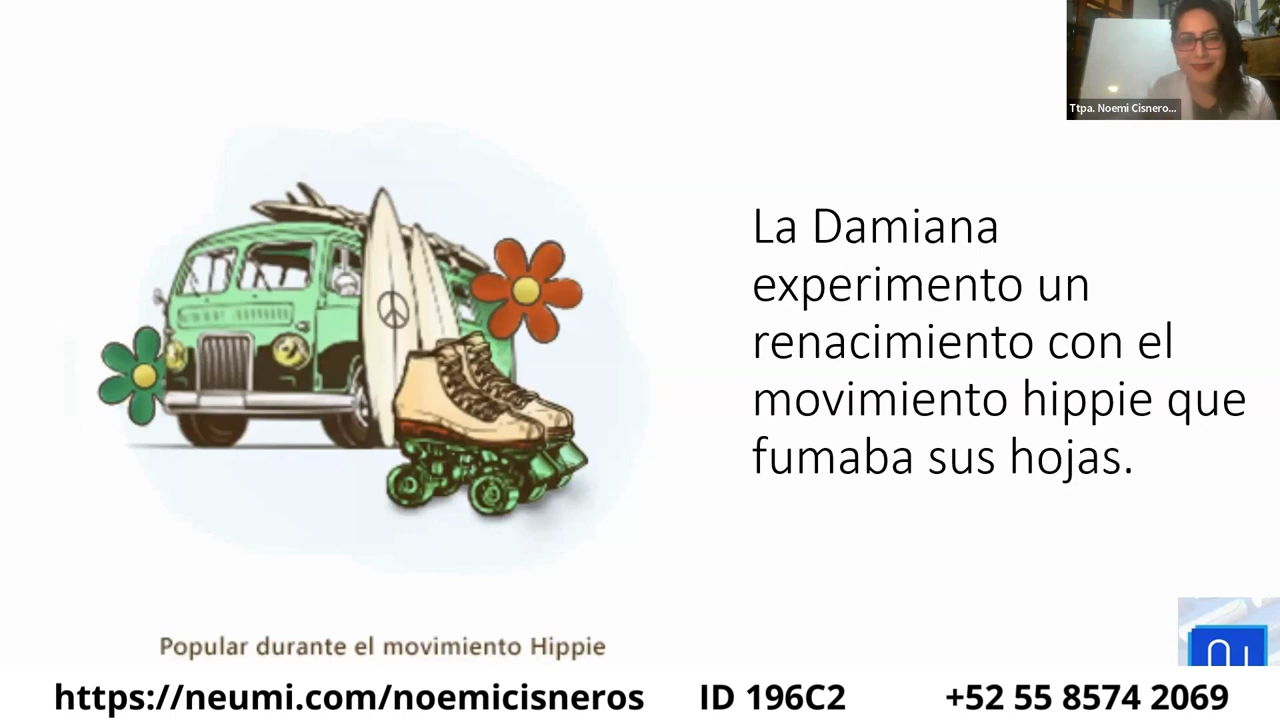 Ttpa. Noemi Cisnero...
La Damiana
experimento un
renacimiento con el
movimiento hippie que
fumaba sus hojas.
Popular durante el movimiento Hippie
https://neumi.com/noemicisneros ID 196C2 +52 55 8574 2069